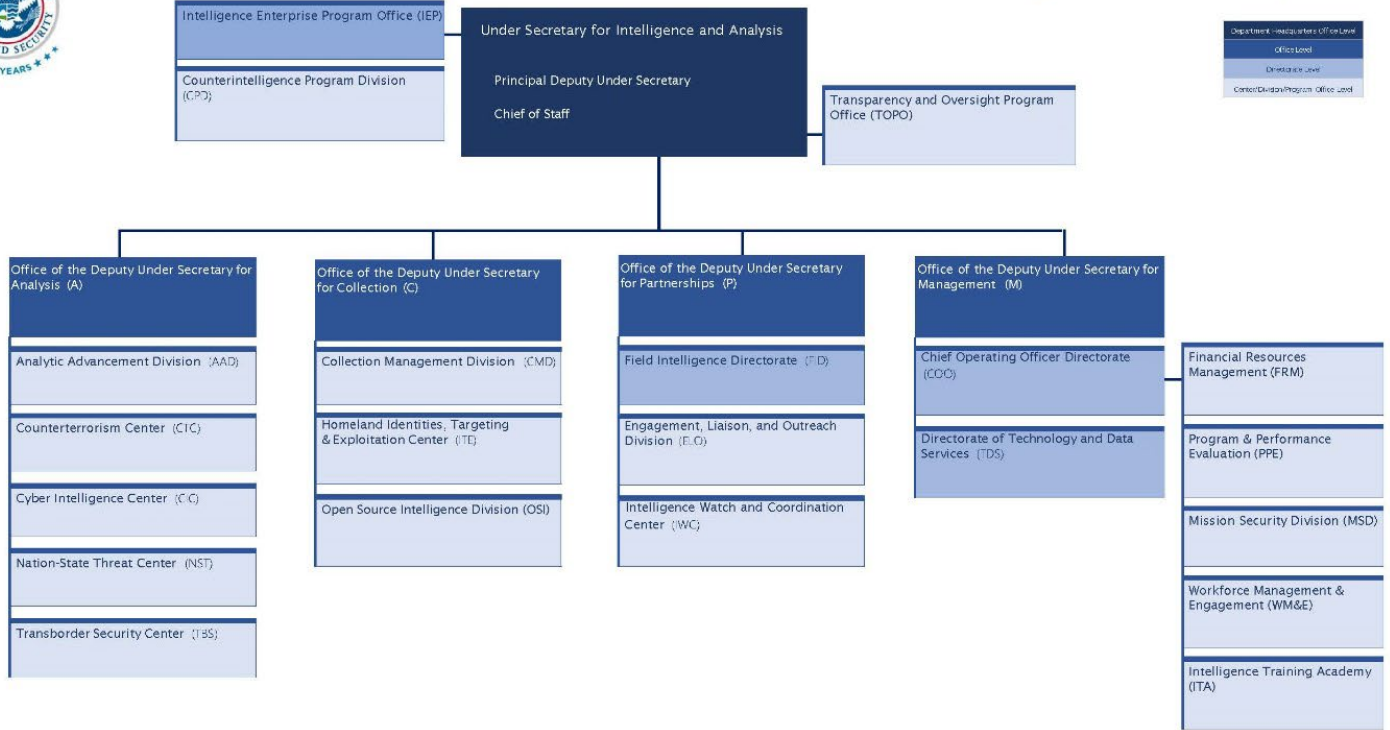 D SECURITY
YEARS
Intelligence Enterprise Program Office (IEP)
Counterintelligence Program Division
(CPD)
Under Secretary for Intelligence and Analysis
Principal Deputy Under Secretary
Chief of Staff
Transparency and Oversight Program
Office (TOPO)
Department Headquarters Office Level
Office Level
Directorate Level
Center/Division/Program Office Level
Office of the Deputy Under Secretary for
Analysis (A)
Analytic Advancement Division (AAD)
Counterterrorism Center (CTC)
Cyber Intelligence Center (CIC)
Nation-State Threat Center (NST)
Transborder Security Center (TBS)
Office of the Deputy Under Secretary
for Collection (C)
Collection Management Division (CMD)
Homeland Identities, Targeting
& Exploitation Center (ITE)
Open Source Intelligence Division (OSI)
Office of the Deputy Under Secretary
for Partnerships (P)
Field Intelligence Directorate (FID)
Engagement, Liaison, and Outreach
Division (ELO)
Intelligence Watch and Coordination
Center (IWC)
Office of the Deputy Under Secretary for
Management (M)
Chief Operating Officer Directorate
(COO)
Directorate of Technology and Data
Services (TDS)
Financial Resources
Management (FRM)
Program & Performance
Evaluation (PPE)
Mission Security Division (MSD)
Workforce Management &
Engagement (WM&E)
Intelligence Training Academy
(ITA)